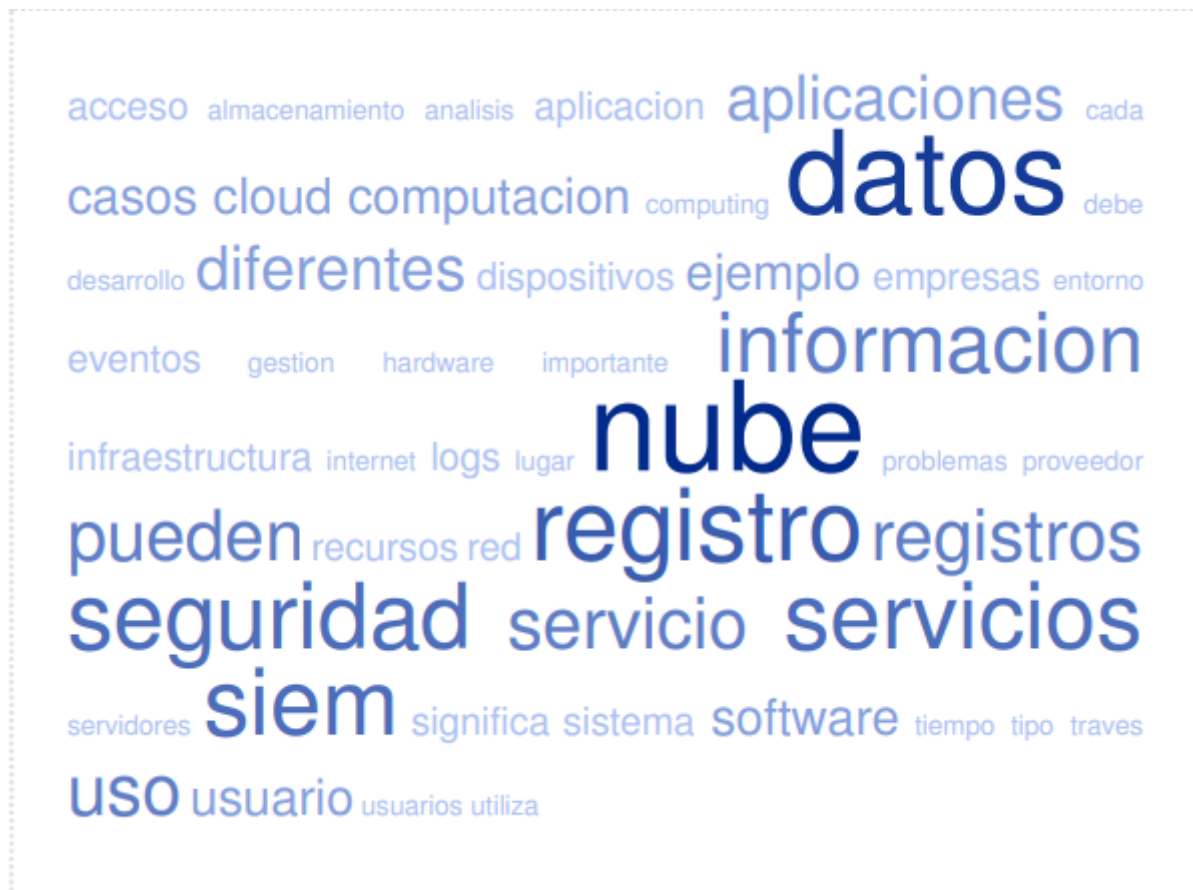 acceso almacenamiento analisis aplicacion aplicaciones cada
casos cloud computacion computing datos debe
desarrollo diferentes dispositivos ejemplo empresas entorno
eventos gestion hardware importante informacion
infraestructura internet logs lugar nube problemas proveedor
pueden recursos red registro registros
seguridad servicio servicios
servidores siem significa sistema software tiempo tipo traves
uso usuario usuarios utiliza